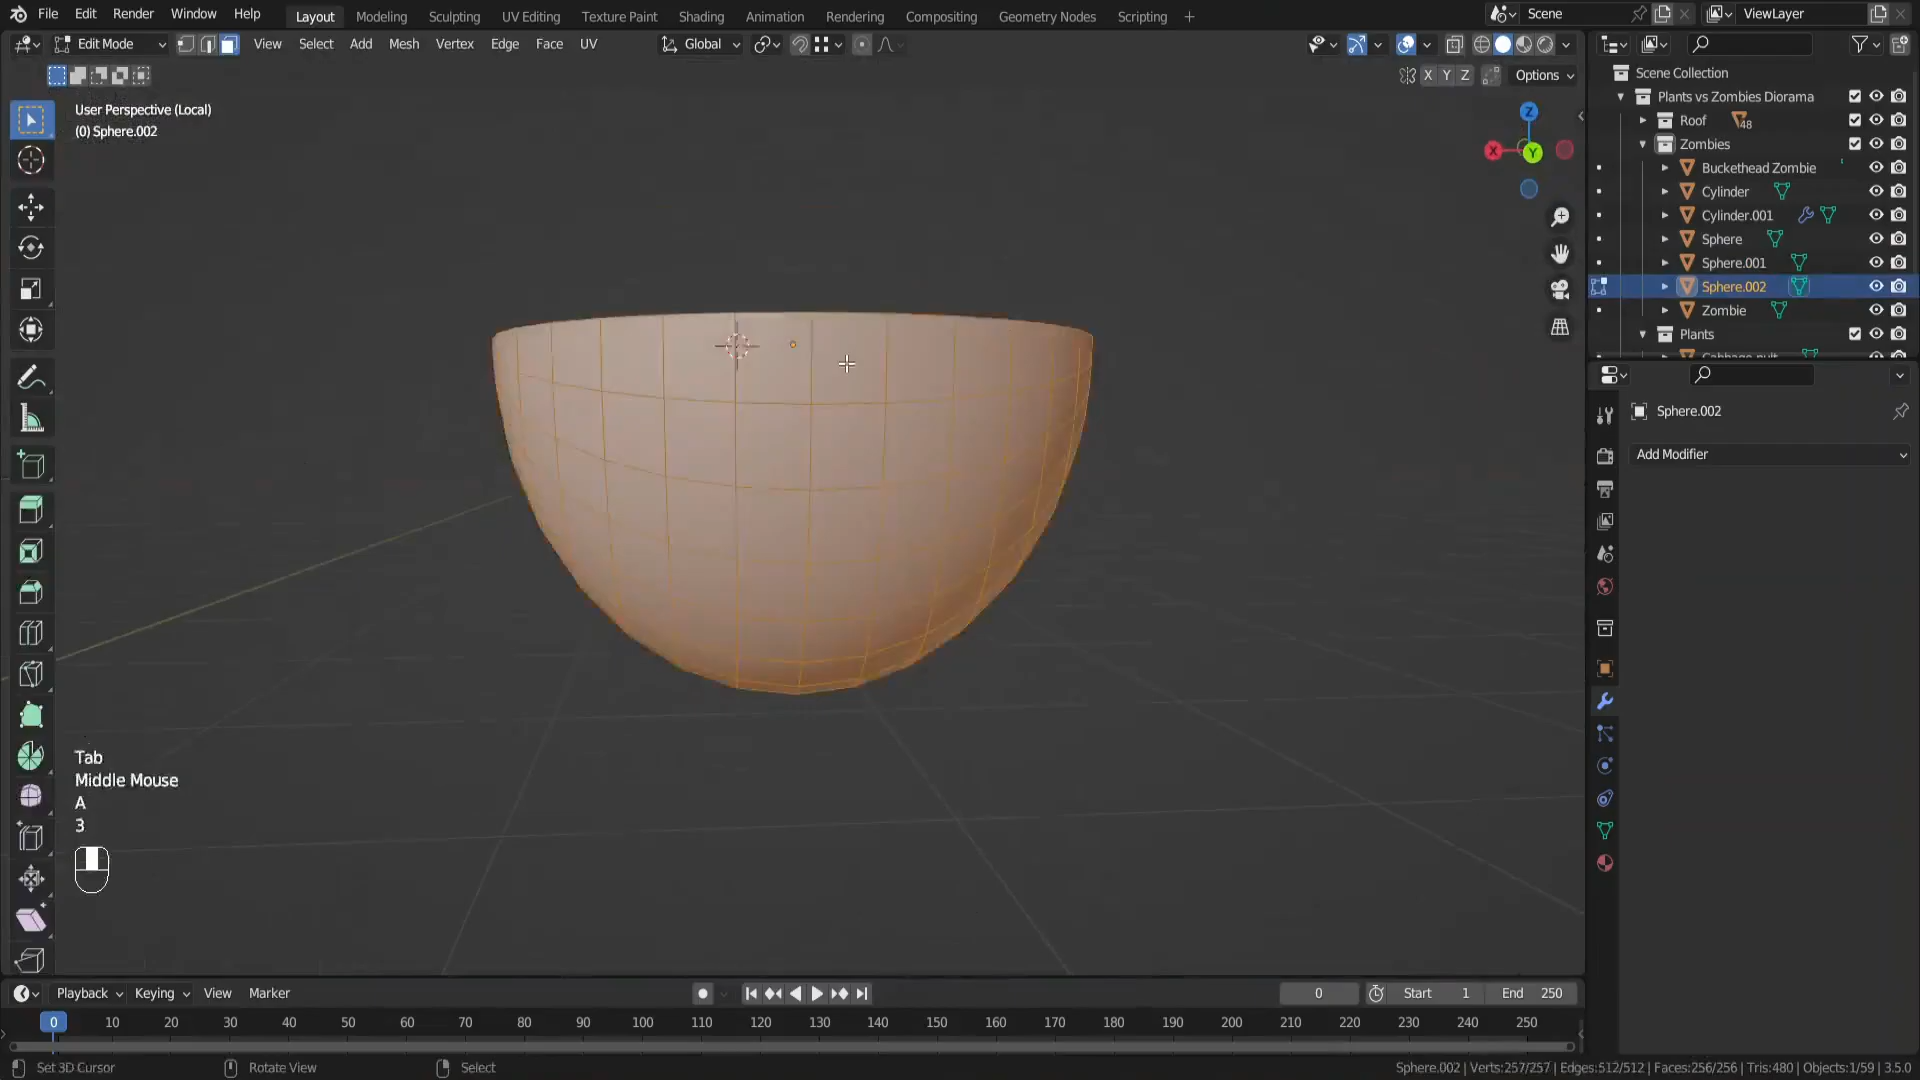 File Edit Render Window Help Layout Modeling Sculpting UV Editing Texture Paint Shading Animation Rendering Compositing Geometry Nodes Scripting + Scene ViewLayer
Edit Mode View Select Add Mesh Vertex Edge Face UV Global
X Y Z Options
User Perspective (Local)
(0) Sphere.002
Z
X
Y
Scene Collection
Plants vs Zombies Diorama
Roof 48
Zombies
Buckethead Zombie
Cylinder
Cylinder.001
Sphere
Sphere.001
Sphere.002
Zombie
Plants
Cabbage-pult
Sphere.002
Add Modifier
Tab
Middle Mouse
A
3
Playback Keying View Marker 0 Start 1 End 250
0 10 20 30 40 50 60 70 80 90 100 110 120 130 140 150 160 170 180 190 200 210 220 230 240 250
Set 3D Cursor Rotate View Select Sphere.002 | Verts:257/257 | Edges:512/512 | Faces:256/256 | Tris:480 | Objects:1/59 | 3.5.0